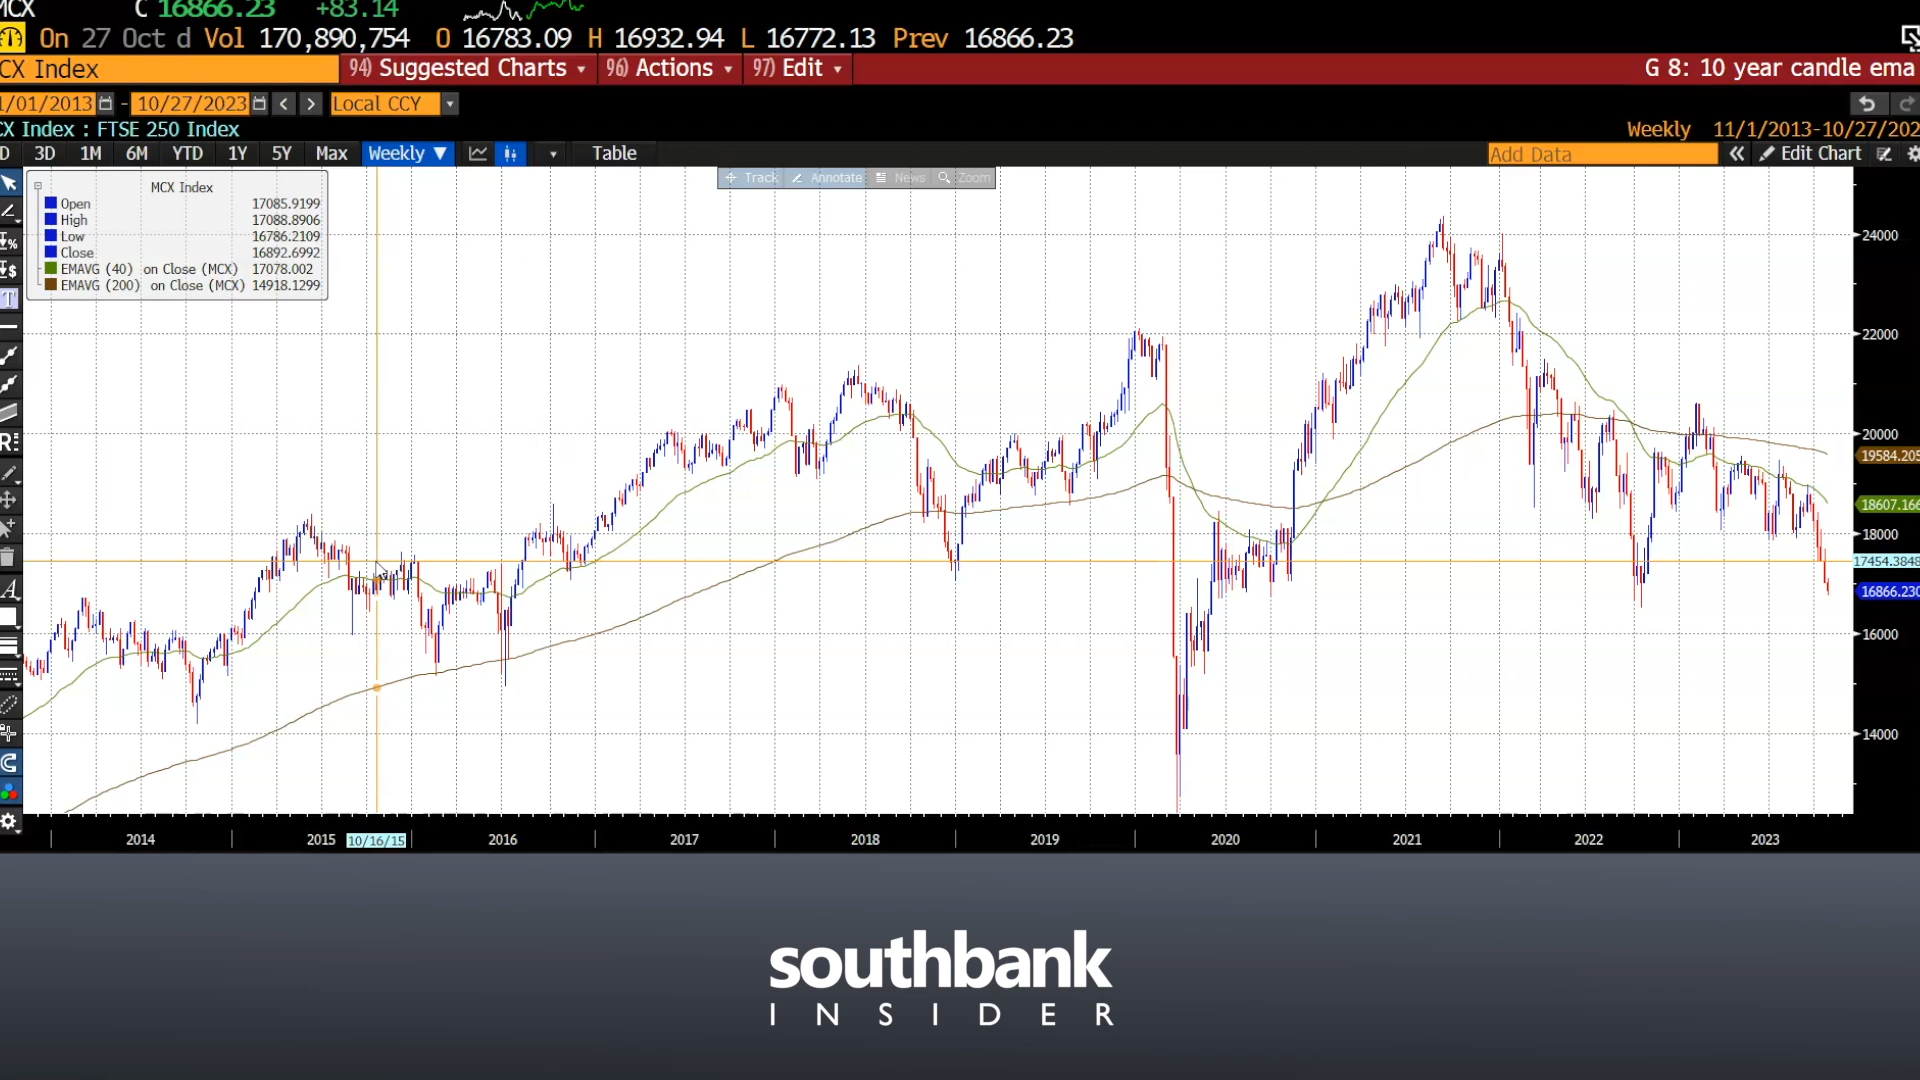 MCX C 16866.23 +83.14
On 27 Oct d Vol 170,890,754 O 16783.09 H 16932.94 L 16772.13 Prev 16866.23
CX Index 94) Suggested Charts 96) Actions 97) Edit G 8: 10 year candle ema
1/01/2013 - 10/27/2023 < > Local CCY
CX Index : FTSE 250 Index Weekly 11/1/2013-10/27/202
D 3D 1M 6M YTD 1Y 5Y Max Weekly ▼ Table Add Data « Edit Chart
Track Annotate News Zoom
MCX Index
Open 17085.9199
High 17088.8906
Low 16786.2109
Close 16892.6992
EMAVG (40) on Close (MCX) 17078.002
EMAVG (200) on Close (MCX) 14918.1299
24000
22000
20000
19584.205
18607.166
18000
17454.3848
16866.230
16000
14000
2014 2015 10/16/15 2016 2017 2018 2019 2020 2021 2022 2023
southbank
INSIDER